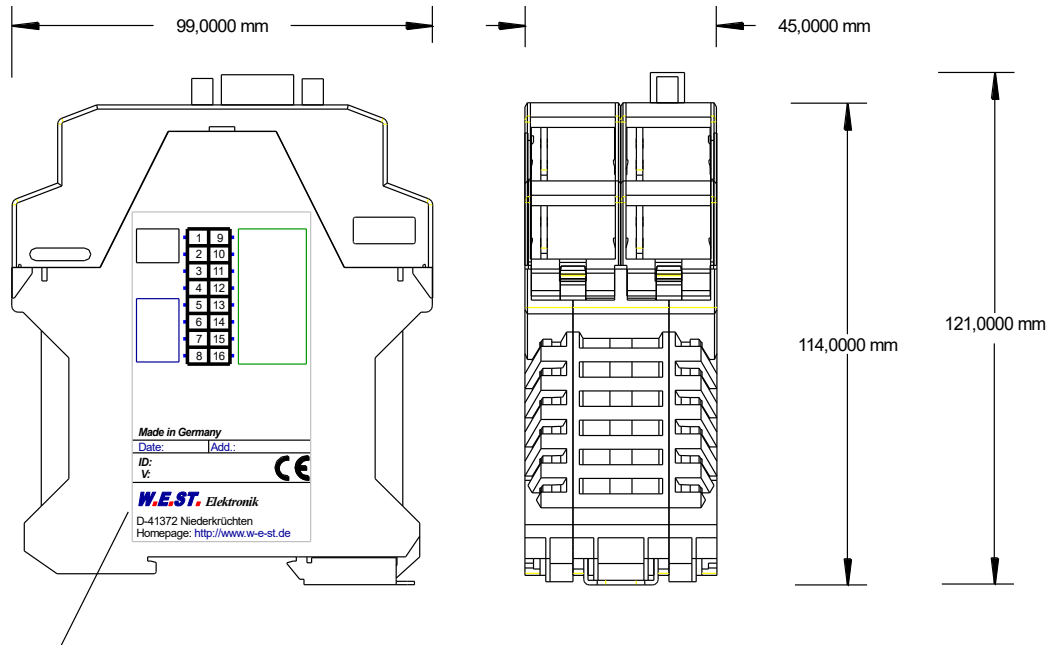 99,0000 mm
45,0000 mm
1 9
2 10
3 11
4 12
5 13
6 14
7 15
8 16
114,0000 mm
121,0000 mm
Made in Germany
Date: Add.:
ID:
V:
CE
W.E.ST. Elektronik
D-41372 Niederkrüchten
Homepage: http://www.w-e-st.de